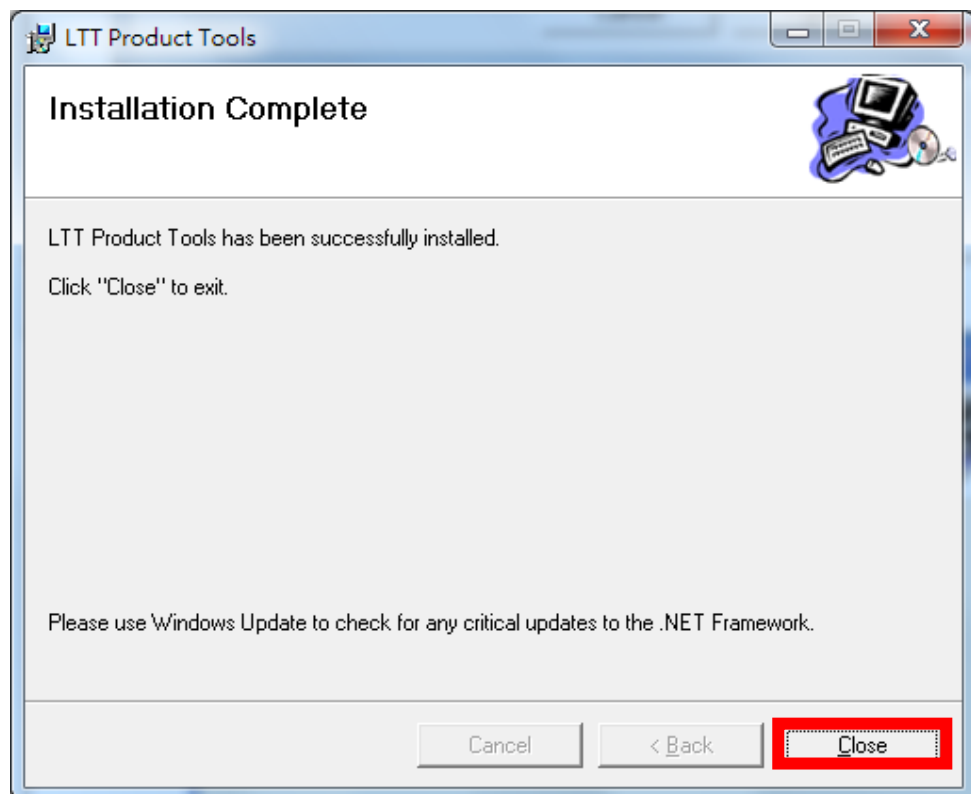 LTT Product Tools
Installation Complete
LTT Product Tools has been successfully installed.
Click "Close" to exit.
Please use Windows Update to check for any critical updates to the .NET Framework.
Cancel
< Back
Close